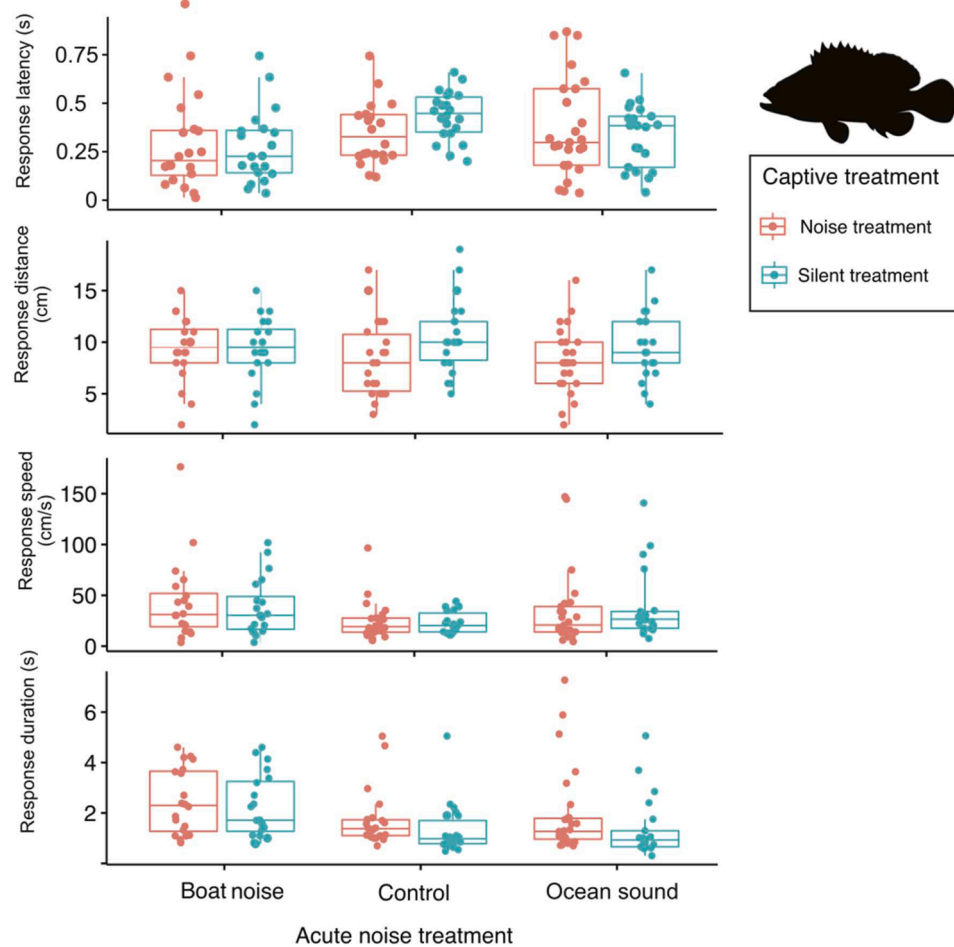 Response latency (s)
0.75
0.5
0.25
0
Captive treatment
Noise treatment
Silent treatment
Response distance
(cm)
15
10
5
Response speed
(cm/s)
150
100
50
0
Response duration (s)
6
4
2
Boat noise Control Ocean sound
Acute noise treatment